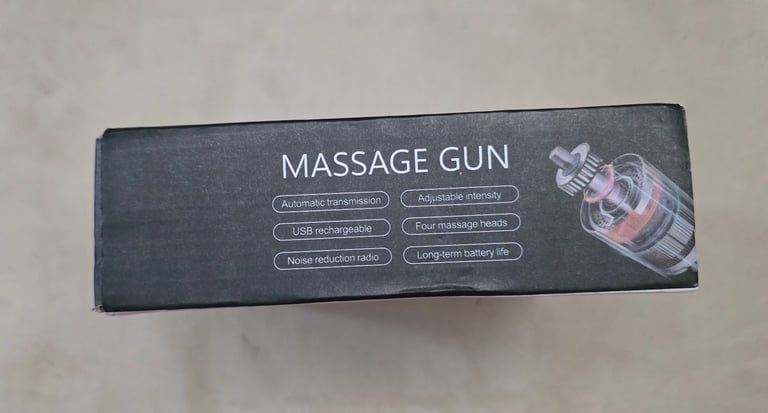 MASSAGE GUN
Automatic transmission
Adjustable intensity
USB rechargeable
Four massage heads
Noise reduction radio
Long-term battery life